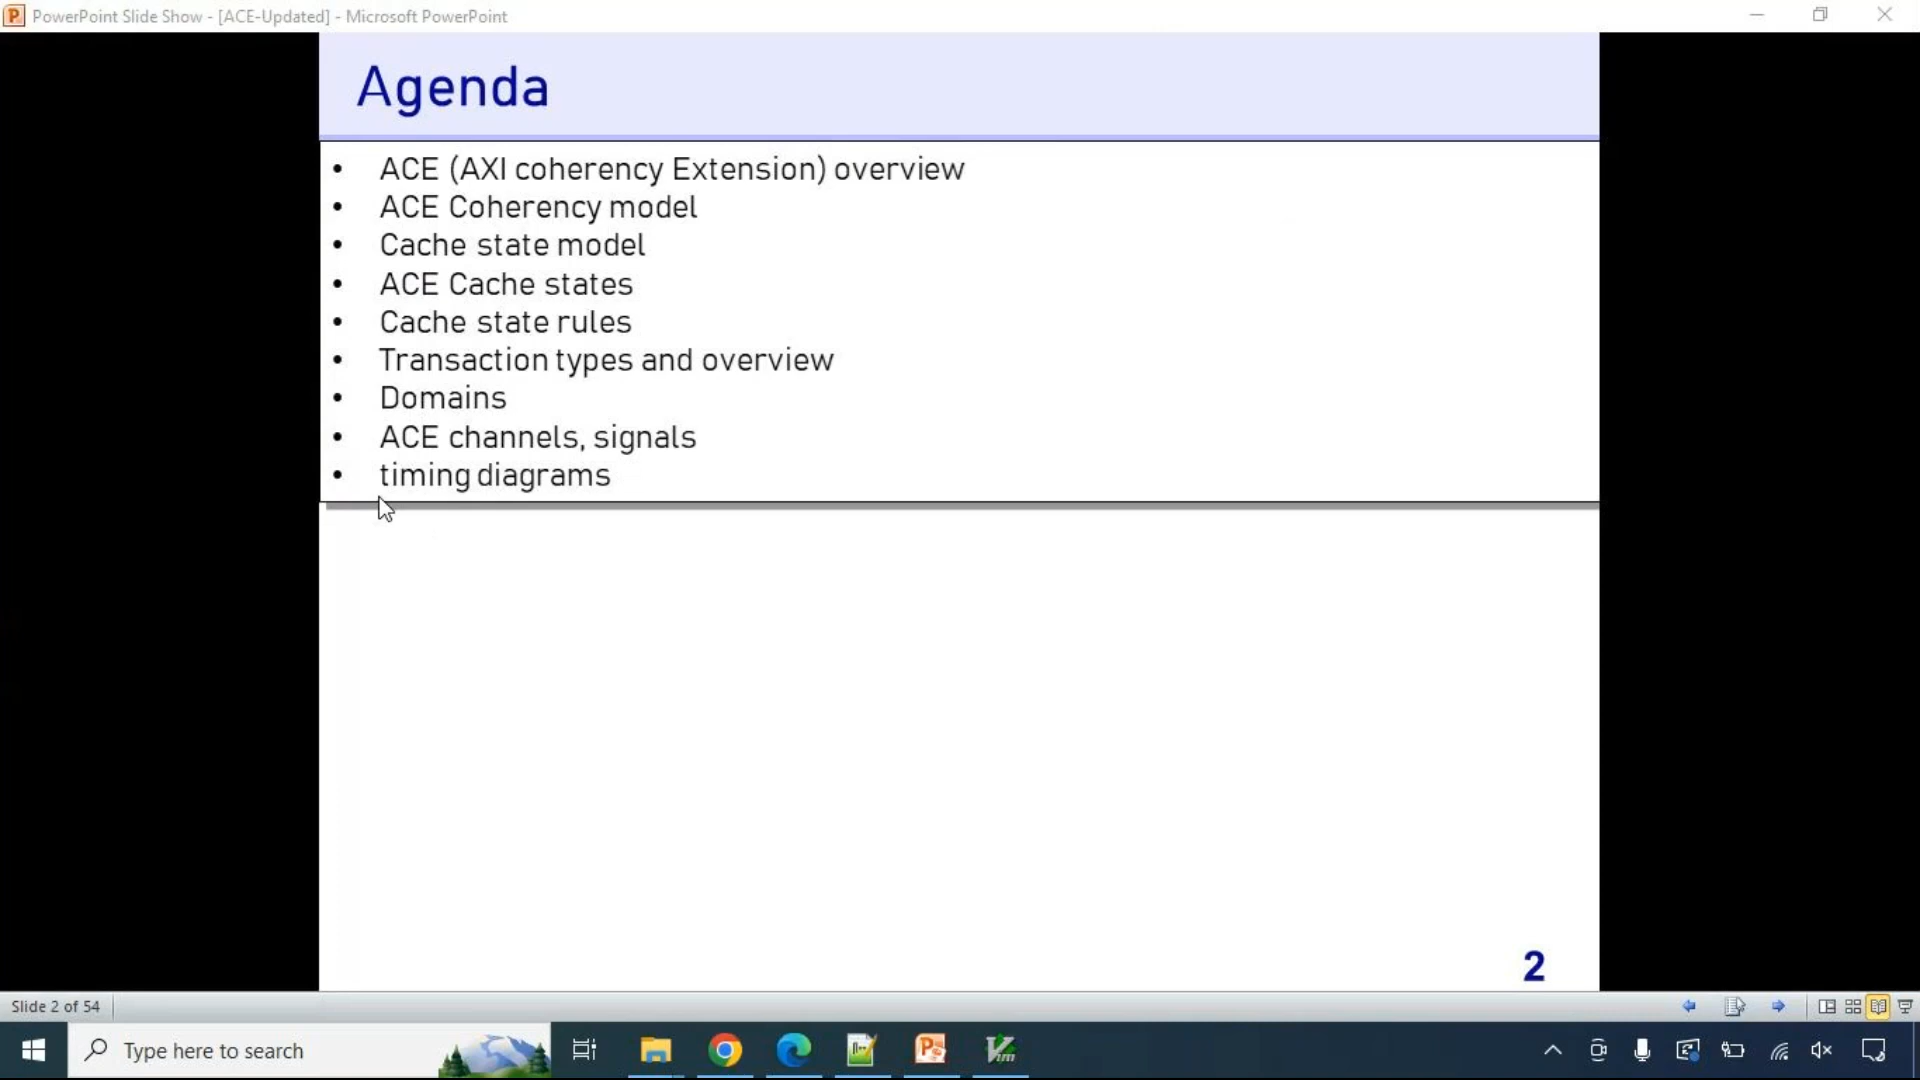 PowerPoint Slide Show - [ACE-Updated] - Microsoft PowerPoint
Agenda
• ACE (AXI coherency Extension) overview
• ACE Coherency model
• Cache state model
• ACE Cache states
• Cache state rules
• Transaction types and overview
• Domains
• ACE channels, signals
• timing diagrams
2
Slide 2 of 54
Type here to search